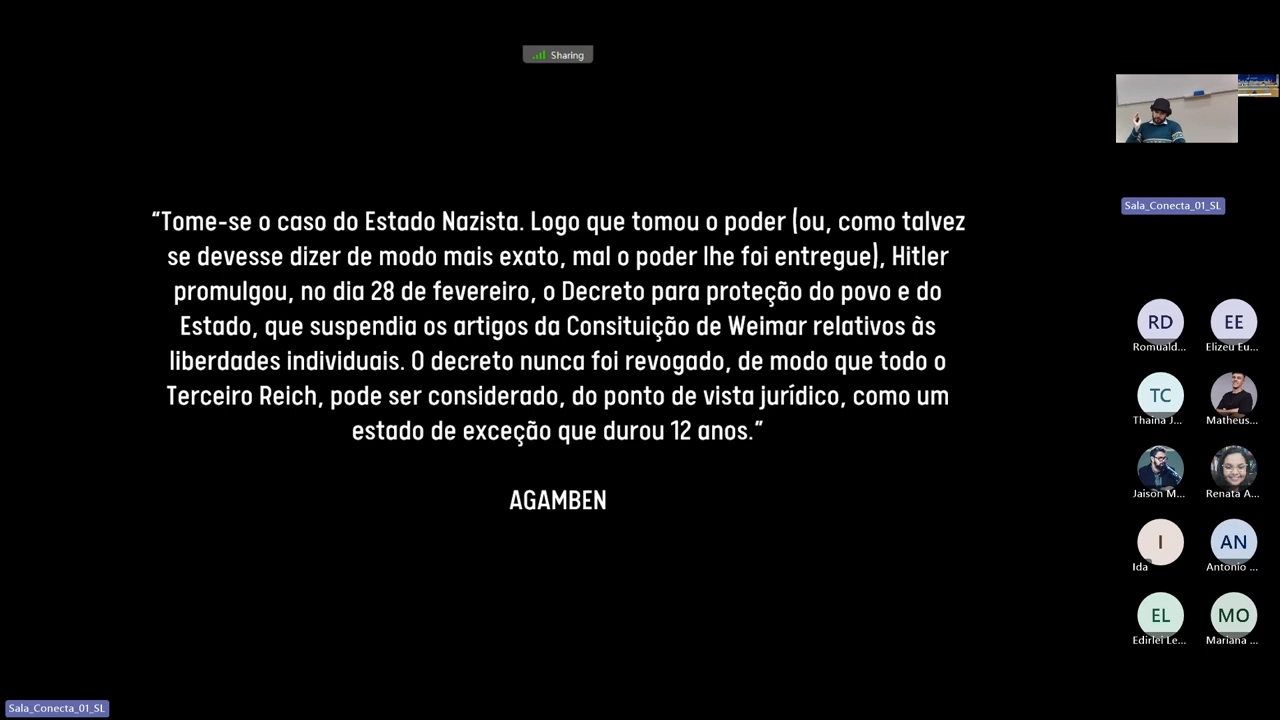 Sharing
“Tome-se o caso do Estado Nazista. Logo que tomou o poder (ou, como talvez
se devesse dizer de modo mais exato, mal o poder lhe foi entregue), Hitler
promulgou, no dia 28 de fevereiro, o Decreto para proteção do povo e do
Estado, que suspendia os artigos da Consituição de Weimar relativos às
liberdades individuais. O decreto nunca foi revogado, de modo que todo o
Terceiro Reich, pode ser considerado, do ponto de vista jurídico, como um
estado de exceção que durou 12 anos.”
AGAMBEN
Sala_Conecta_01_SL
RD
EE
Romuald...
Elizeu Eu...
TC
Thaina J...
Matheus...
Jaison M...
Renata A...
I
AN
Ida
Antonio ...
EL
MO
Edirlei Le...
Mariana ...
Sala_Conecta_01_SL